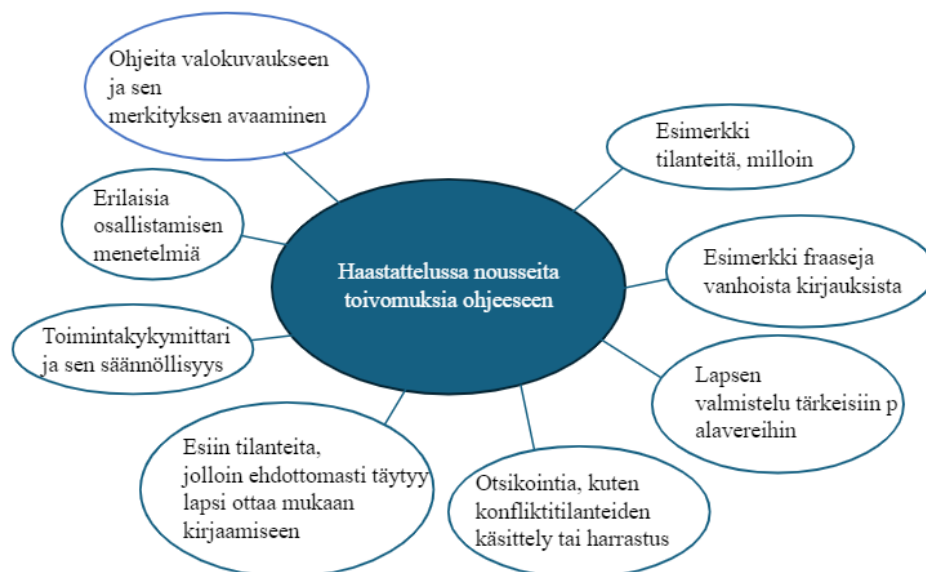 Ohjeita valokuvaukseen
ja sen
merkityksen avaaminen
Esimerkki
tilanteitä, milloin
Erilaisia
osallistamisen
menetelmiä
Haastattelussa nousseita
toivomuksia ohjeeseen
Esimerkki fraaseja
vanhoista kirjauksista
Toimintakykymittari
ja sen säännöllisyys
Lapsen
valmistelu tärkeisiin p
alavereihin
Esiin tilanteita,
jolloin ehdottomasti täytyy
lapsi ottaa mukaan
kirjaamiseen
Otsikointia, kuten
konfliktitilanteiden
käsittely tai harrastus